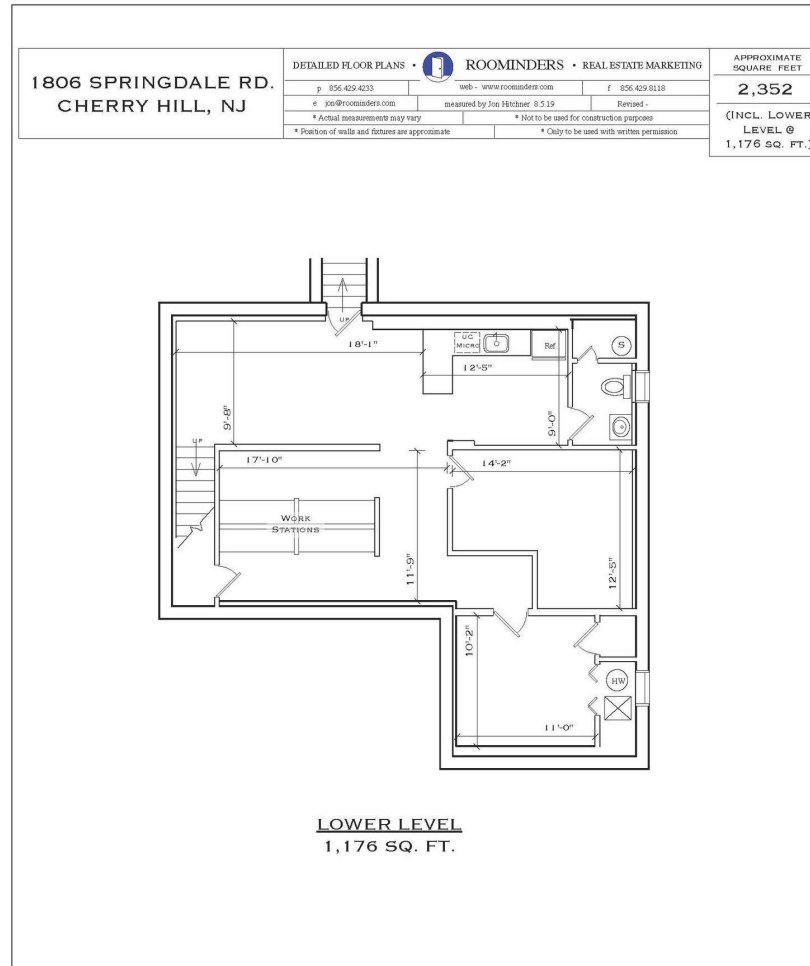 1806 SPRINGDALE RD.
CHERRY HILL, NJ
DETAILED FLOOR PLANS • ROOMINDERS • REAL ESTATE MARKETING
p 856.429.4233 web - www.roominders.com f 856.429.8118
e jon@roominders.com measured by Jon Hitchner 8.5.19 Revised -
* Actual measurements may vary * Not to be used for construction purposes
* Position of walls and fixtures are approximate * Only to be used with written permission
APPROXIMATE
SQUARE FEET
2,352
(INCL. LOWER
LEVEL @
1,176 SQ. FT.)
UP
18'-1"
UC
MICRO
Ref.
S
12'-5"
9'-8"
9'-0"
UP
17'-10"
14'-2"
WORK
STATIONS
11'-9"
12'-5"
10'-2"
HW
11'-0"
LOWER LEVEL
1,176 SQ. FT.